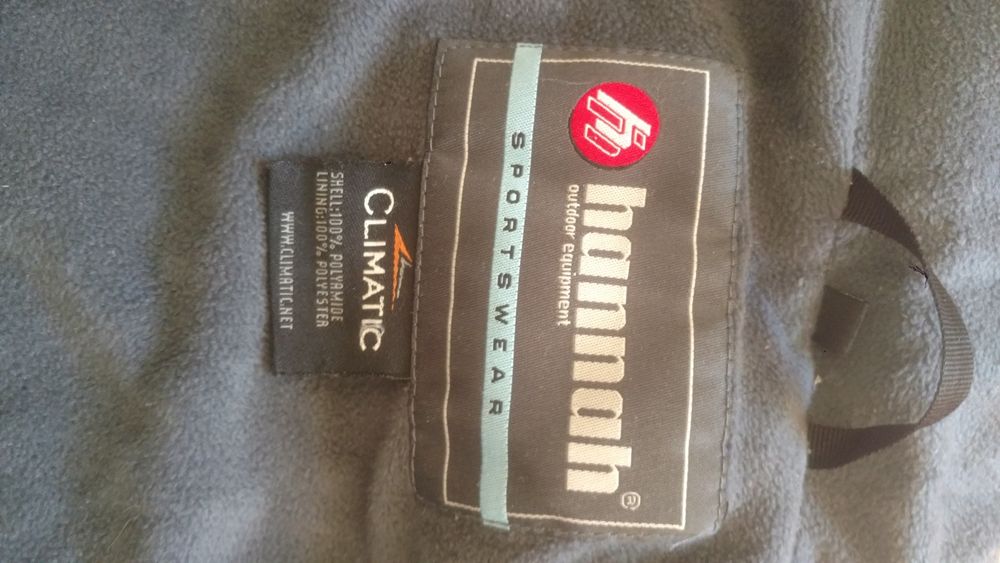 hannah®
outdoor equipment
SPORTSWEAR
CLIMATIC
SHELL:100% POLYAMIDE
LINING:100% POLYESTER
WWW.CLIMATIC.NET